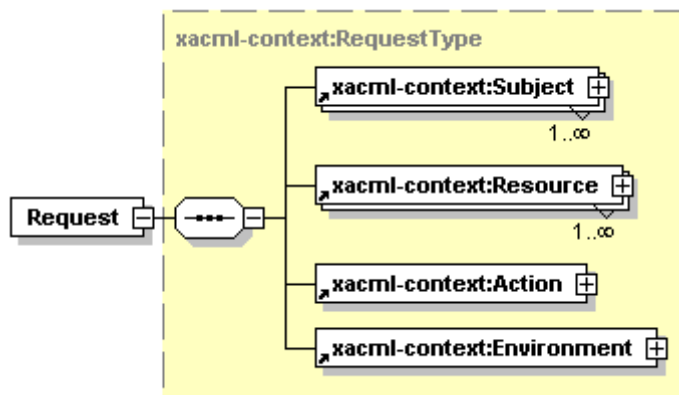 xacml-context:RequestType
xacml-context:Subject
1..∞
xacml-context:Resource
1..∞
Request
xacml-context:Action
xacml-context:Environment